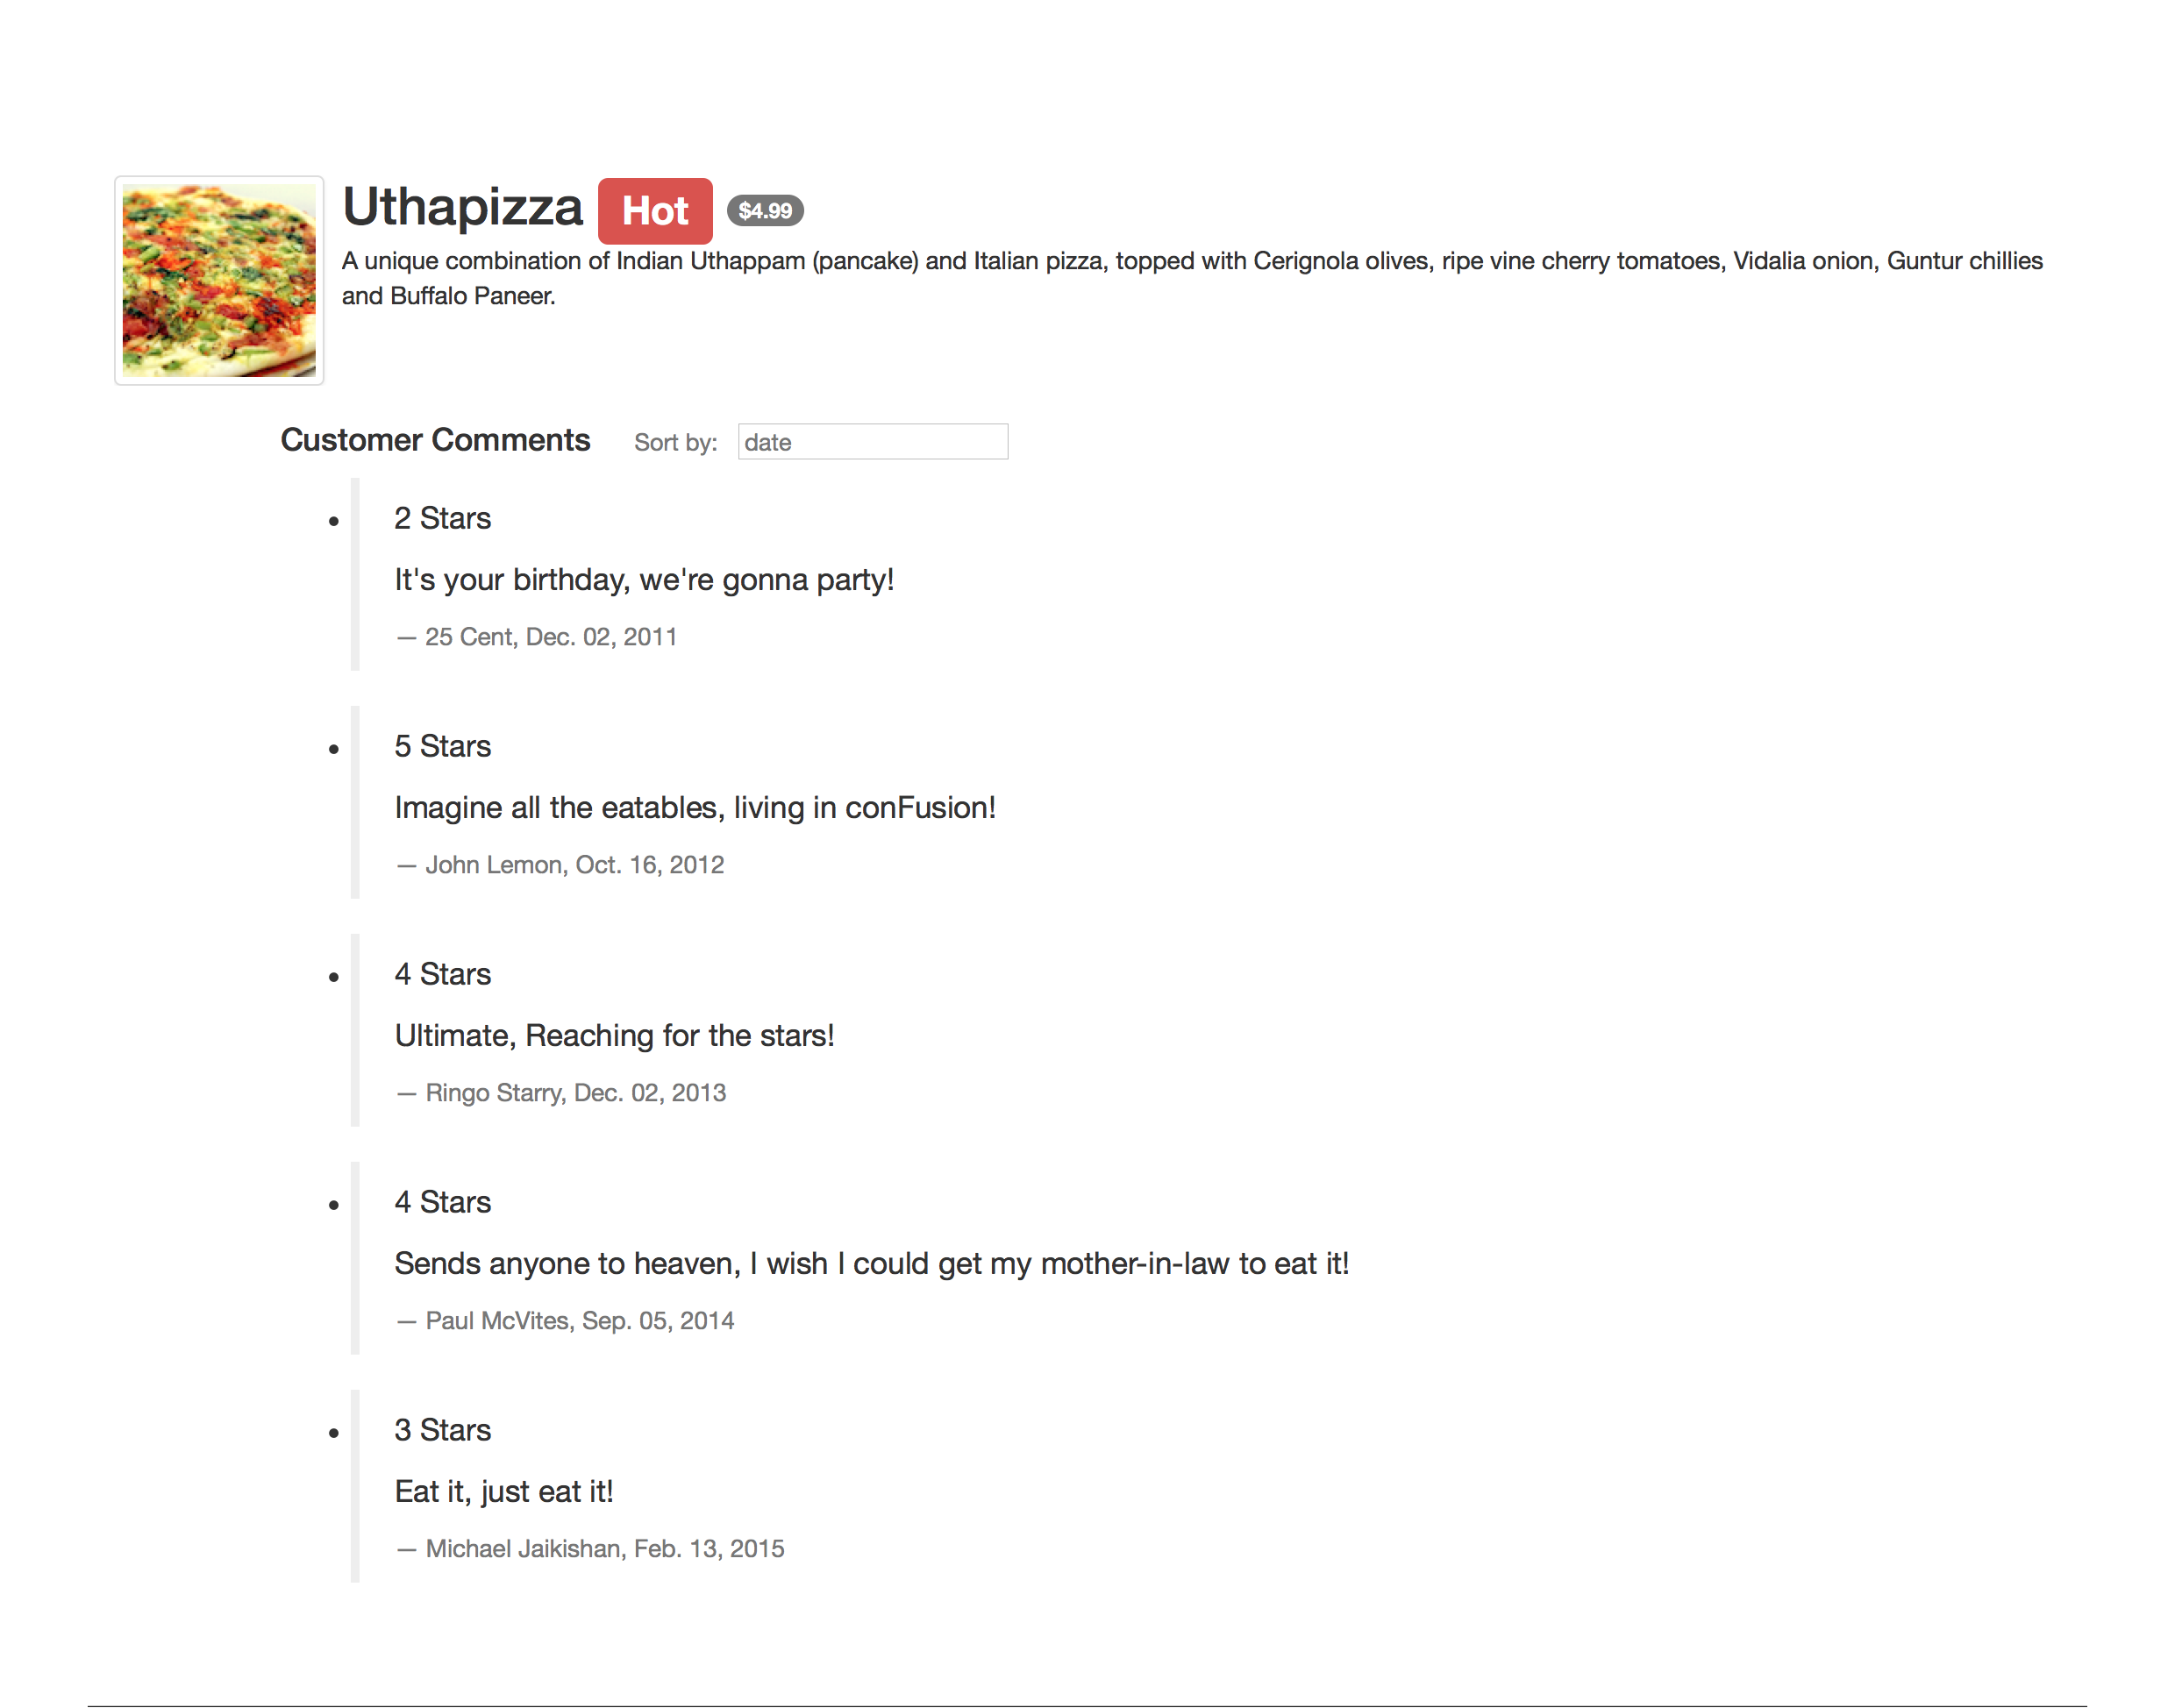 Uthapizza Hot $4.99
A unique combination of Indian Uthappam (pancake) and Italian pizza, topped with Cerignola olives, ripe vine cherry tomatoes, Vidalia onion, Guntur chillies
and Buffalo Paneer.
Customer Comments Sort by: date
2 Stars
It's your birthday, we're gonna party!
— 25 Cent, Dec. 02, 2011
5 Stars
Imagine all the eatables, living in conFusion!
— John Lemon, Oct. 16, 2012
4 Stars
Ultimate, Reaching for the stars!
— Ringo Starry, Dec. 02, 2013
4 Stars
Sends anyone to heaven, I wish I could get my mother-in-law to eat it!
— Paul McVites, Sep. 05, 2014
3 Stars
Eat it, just eat it!
— Michael Jaikishan, Feb. 13, 2015